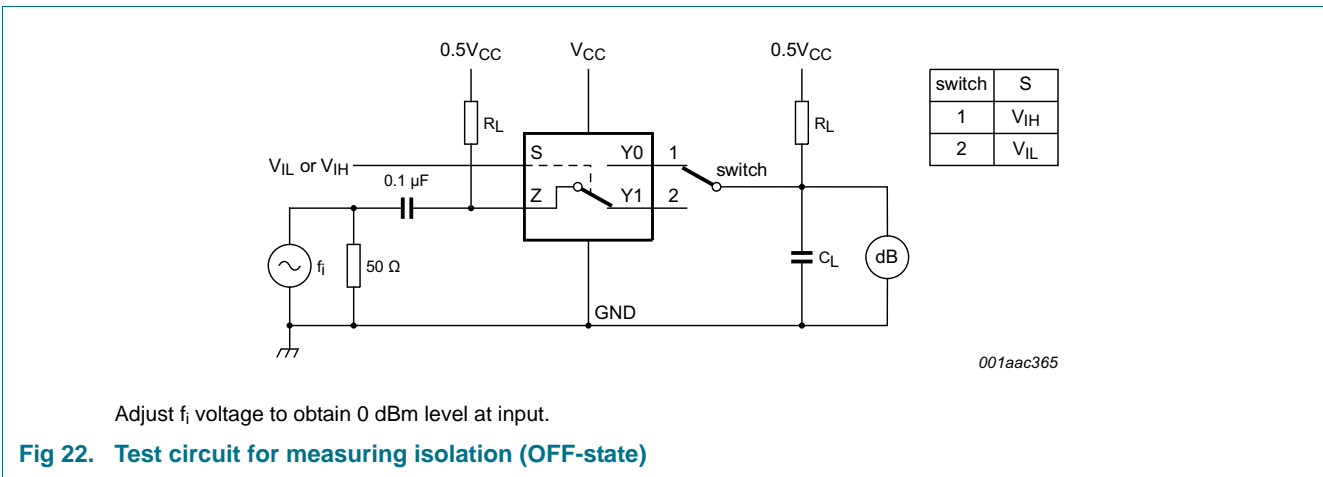 0.5VCC VCC 0.5VCC
switch S
1 VIH
2 VIL
RL RL
S Y0 1
VIL or VIH
switch
0.1 µF
Z Y1 2
fi 50 Ω
CL dB
GND
001aac365
Adjust fi voltage to obtain 0 dBm level at input.
Fig 22. Test circuit for measuring isolation (OFF-state)